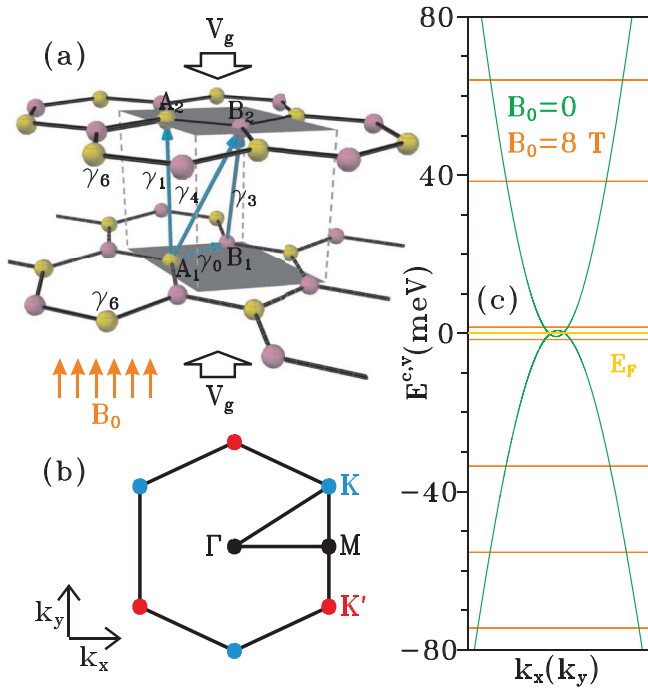 (a)
V_g
A_2
B_2
γ_6
γ_1
γ_4
γ_3
A_1
γ_0
B_1
γ_6
B_0
V_g
(b)
K
Γ
M
K'
k_y
k_x
80
B_0=0
B_0=8 T
40
(c)
E^{c,v}(meV)
0
E_F
−40
−80
k_x(k_y)